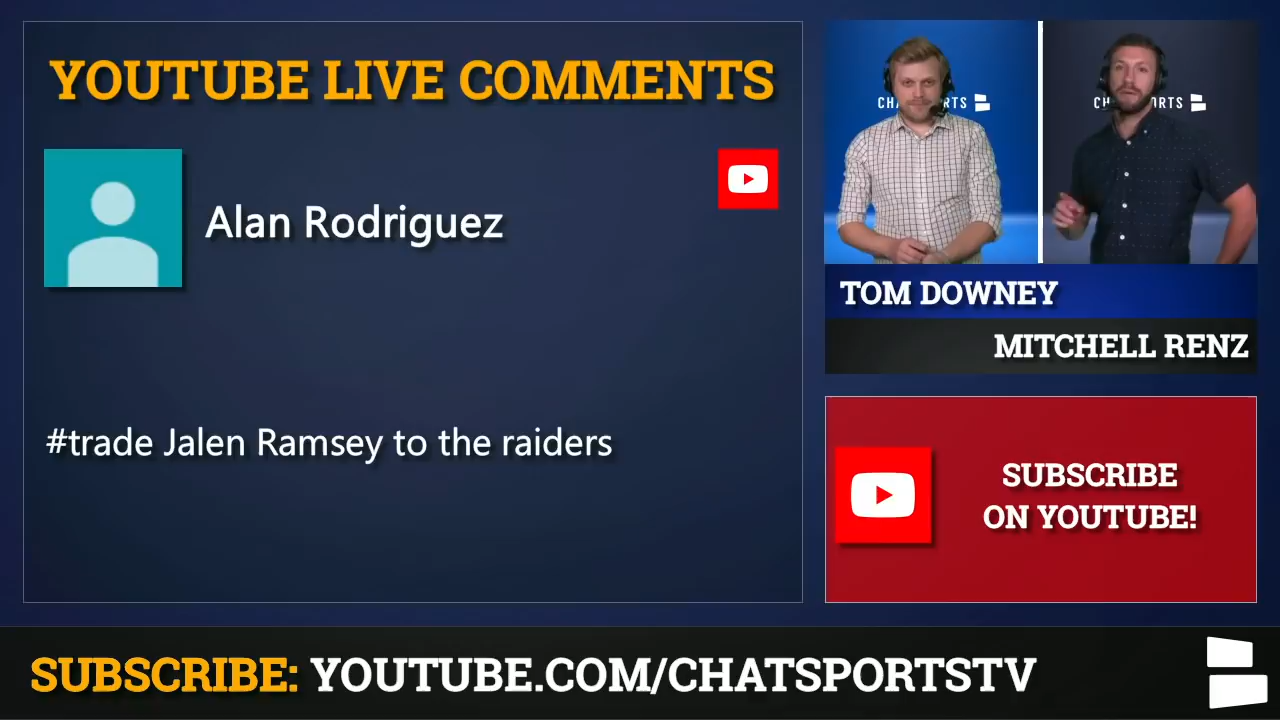 YOUTUBE LIVE COMMENTS
Alan Rodriguez
#trade Jalen Ramsey to the raiders
TOM DOWNEY
MITCHELL RENZ
SUBSCRIBE
ON YOUTUBE!
SUBSCRIBE: YOUTUBE.COM/CHATSPORTSTV